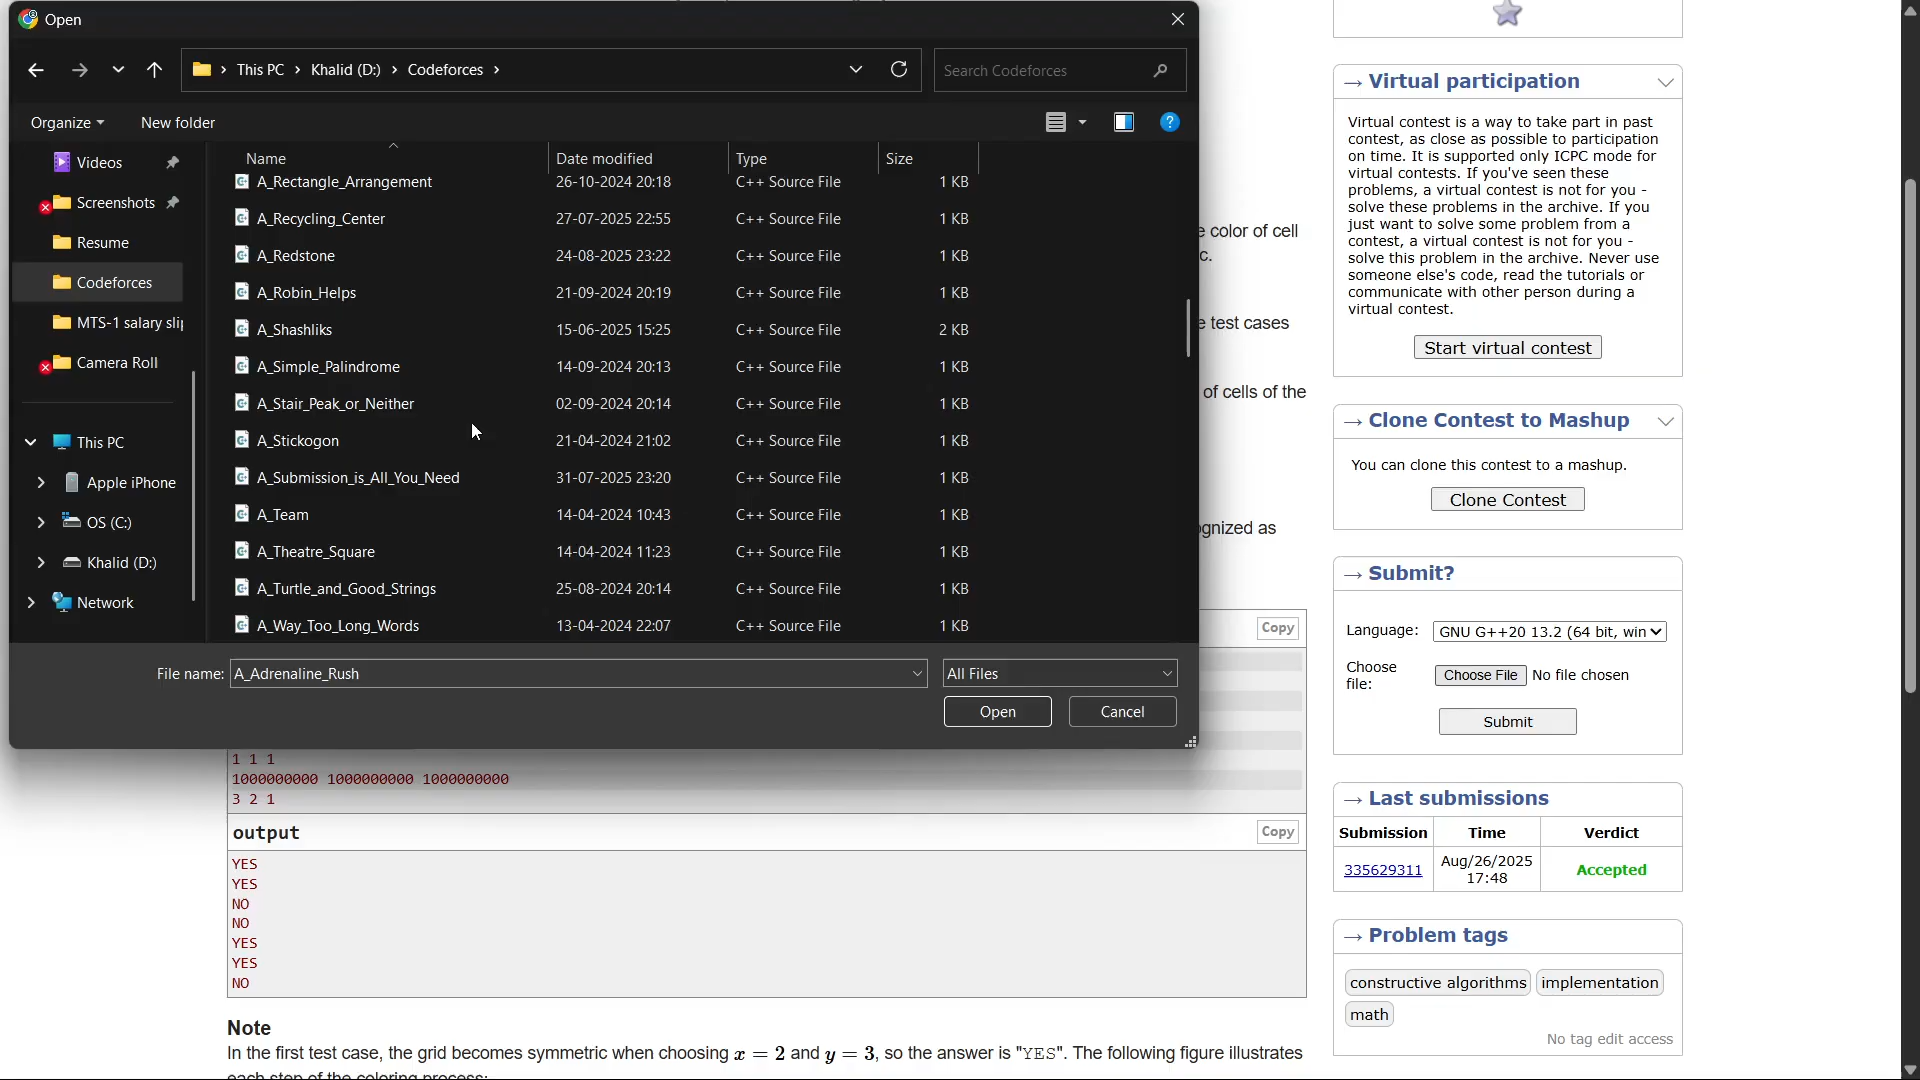 Open
This PC > Khalid (D:) > Codeforces >
Search Codeforces
Organize
New folder
Videos
Screenshots
Resume
Codeforces
MTS-1 salary slip
Camera Roll
This PC
Apple iPhone
OS (C:)
Khalid (D:)
Network
Name Date modified Type Size
A_Rectangle_Arrangement 26-10-2024 20:18 C++ Source File 1 KB
A_Recycling_Center 27-07-2025 22:55 C++ Source File 1 KB
A_Redstone 24-08-2025 23:22 C++ Source File 1 KB
A_Robin_Helps 21-09-2024 20:19 C++ Source File 1 KB
A_Shashliks 15-06-2025 15:25 C++ Source File 2 KB
A_Simple_Palindrome 14-09-2024 20:13 C++ Source File 1 KB
A_Stair_Peak_or_Neither 02-09-2024 20:14 C++ Source File 1 KB
A_Stickogon 21-04-2024 21:02 C++ Source File 1 KB
A_Submission_is_All_You_Need 31-07-2025 23:20 C++ Source File 1 KB
A_Team 14-04-2024 10:43 C++ Source File 1 KB
A_Theatre_Square 14-04-2024 11:23 C++ Source File 1 KB
A_Turtle_and_Good_Strings 25-08-2024 20:14 C++ Source File 1 KB
A_Way_Too_Long_Words 13-04-2024 22:07 C++ Source File 1 KB
File name: A_Adrenaline_Rush
All Files
Open
Cancel
e color of cell
c.
e test cases
of cells of the
ognized as
Copy
1 1 1
1000000000 1000000000 1000000000
3 2 1
output
Copy
YES
YES
NO
NO
YES
YES
NO
Note
In the first test case, the grid becomes symmetric when choosing x = 2 and y = 3, so the answer is "YES". The following figure illustrates
each step of the coloring process:
→ Virtual participation
Virtual contest is a way to take part in past
contest, as close as possible to participation
on time. It is supported only ICPC mode for
virtual contests. If you've seen these
problems, a virtual contest is not for you -
solve these problems in the archive. If you
just want to solve some problem from a
contest, a virtual contest is not for you -
solve this problem in the archive. Never use
someone else's code, read the tutorials or
communicate with other person during a
virtual contest.
Start virtual contest
→ Clone Contest to Mashup
You can clone this contest to a mashup.
Clone Contest
→ Submit?
Language: GNU G++20 13.2 (64 bit, win
Choose
file:
Choose File No file chosen
Submit
→ Last submissions
Submission Time Verdict
335629311 Aug/26/2025 17:48 Accepted
→ Problem tags
constructive algorithms implementation
math
No tag edit access